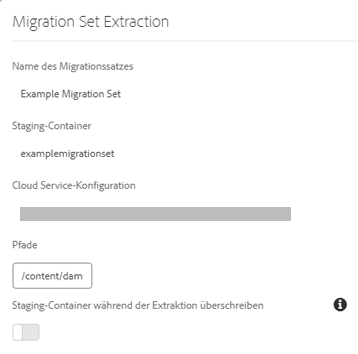 Migration Set Extraction
Name des Migrationssatzes
Example Migration Set
Staging-Container
examplemigrationset
Cloud Service-Konfiguration
Pfade
/content/dam
Staging-Container während der Extraktion überschreiben